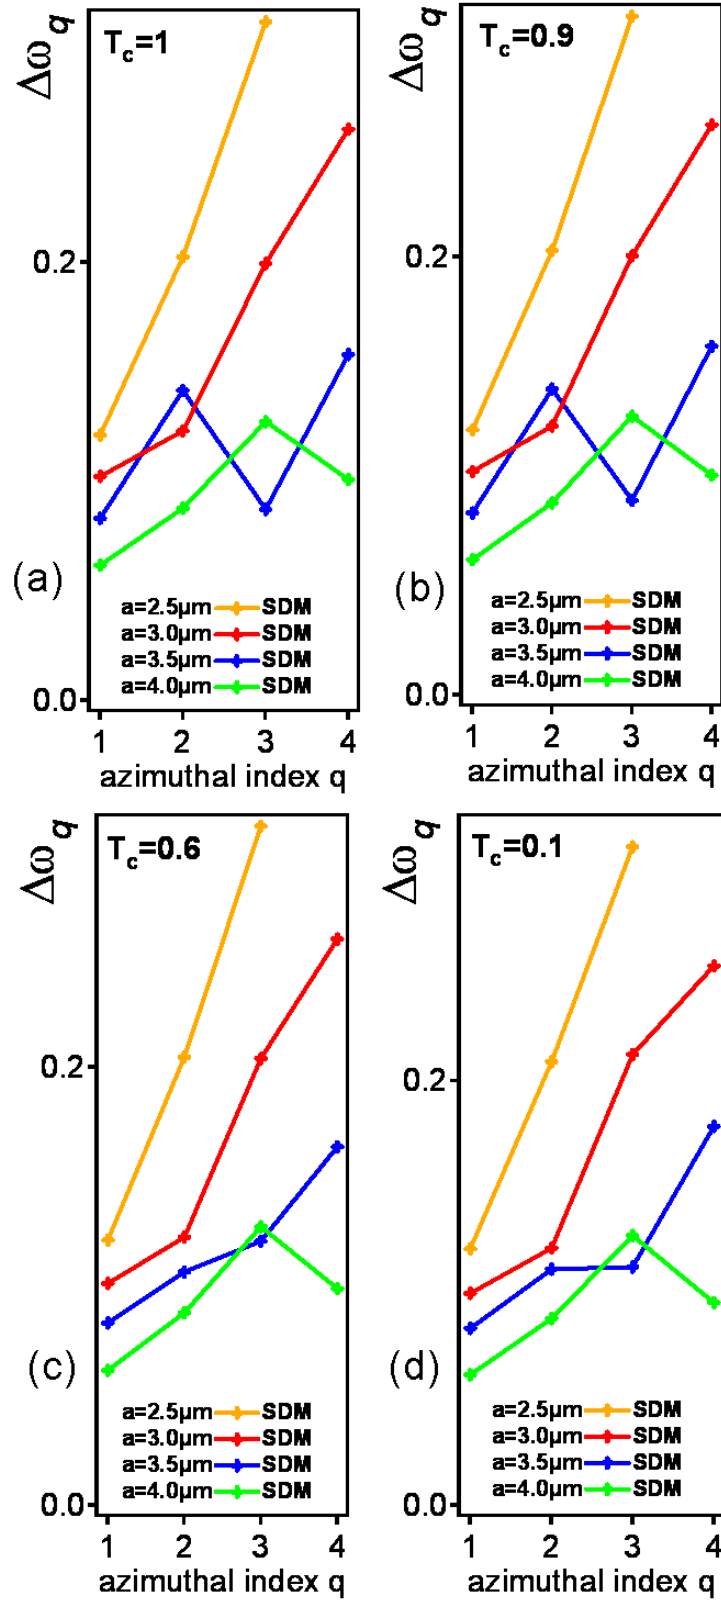 Δω_q
T_c=1
0.2
(a)
a=2.5μm SDM
a=3.0μm SDM
a=3.5μm SDM
a=4.0μm SDM
0.0
1 2 3 4
azimuthal index q
Δω_q
T_c=0.9
0.2
(b)
a=2.5μm SDM
a=3.0μm SDM
a=3.5μm SDM
a=4.0μm SDM
0.0
1 2 3 4
azimuthal index q
Δω_q
T_c=0.6
0.2
(c)
a=2.5μm SDM
a=3.0μm SDM
a=3.5μm SDM
a=4.0μm SDM
0.0
1 2 3 4
azimuthal index q
Δω_q
T_c=0.1
0.2
(d)
a=2.5μm SDM
a=3.0μm SDM
a=3.5μm SDM
a=4.0μm SDM
0.0
1 2 3 4
azimuthal index q